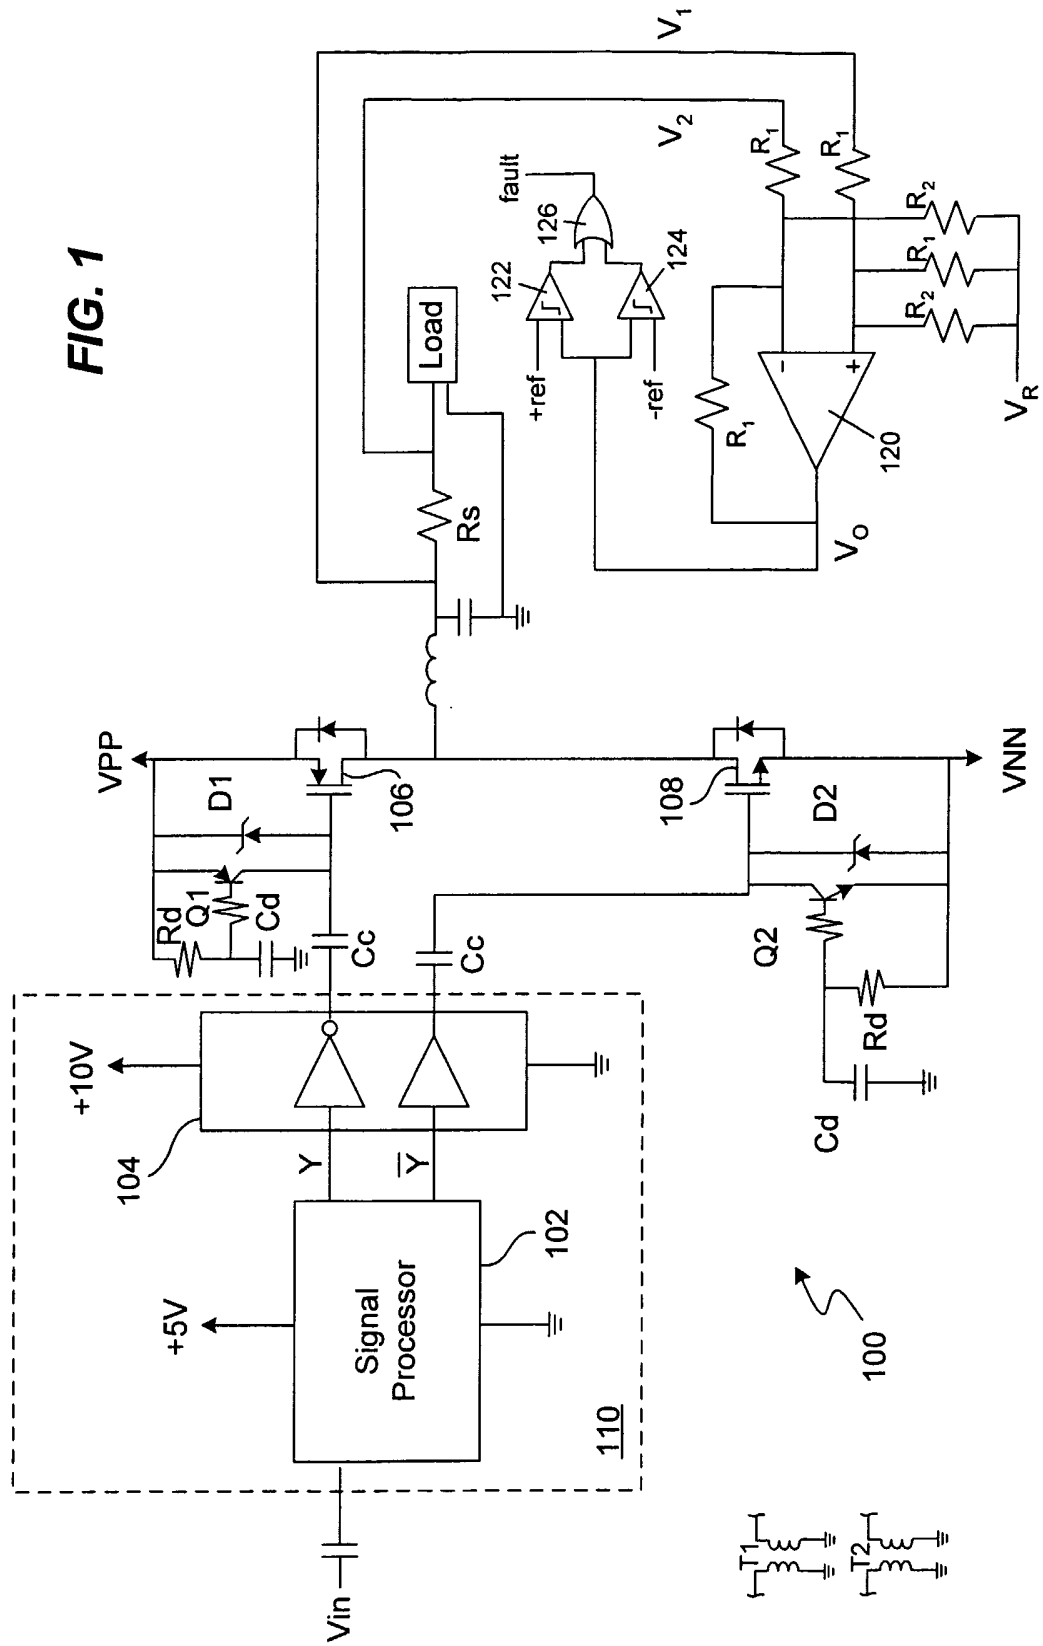 FIG. 1
Vin
110
Signal
Processor
102
+5V
Y
Y̅
104
+10V
Cc
Cc
Rd
Q1
Cd
D1
VPP
106
108
Q2
D2
Rd
Cd
VNN
Rs
Load
V1
V2
+ref
-ref
122
124
126
fault
R1
R1
R1
R2
R1
R2
-
+
120
VO
VR
100
T1
T2